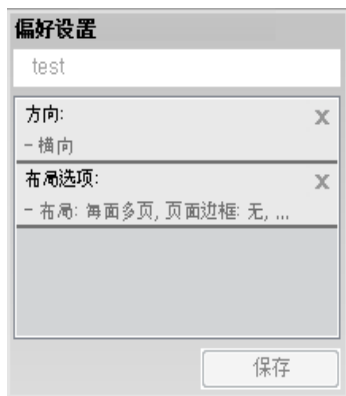 偏好设置
test
方向:
X
- 横向
布局选项:
X
- 布局: 每面多页, 页面边框: 无, ...
保存